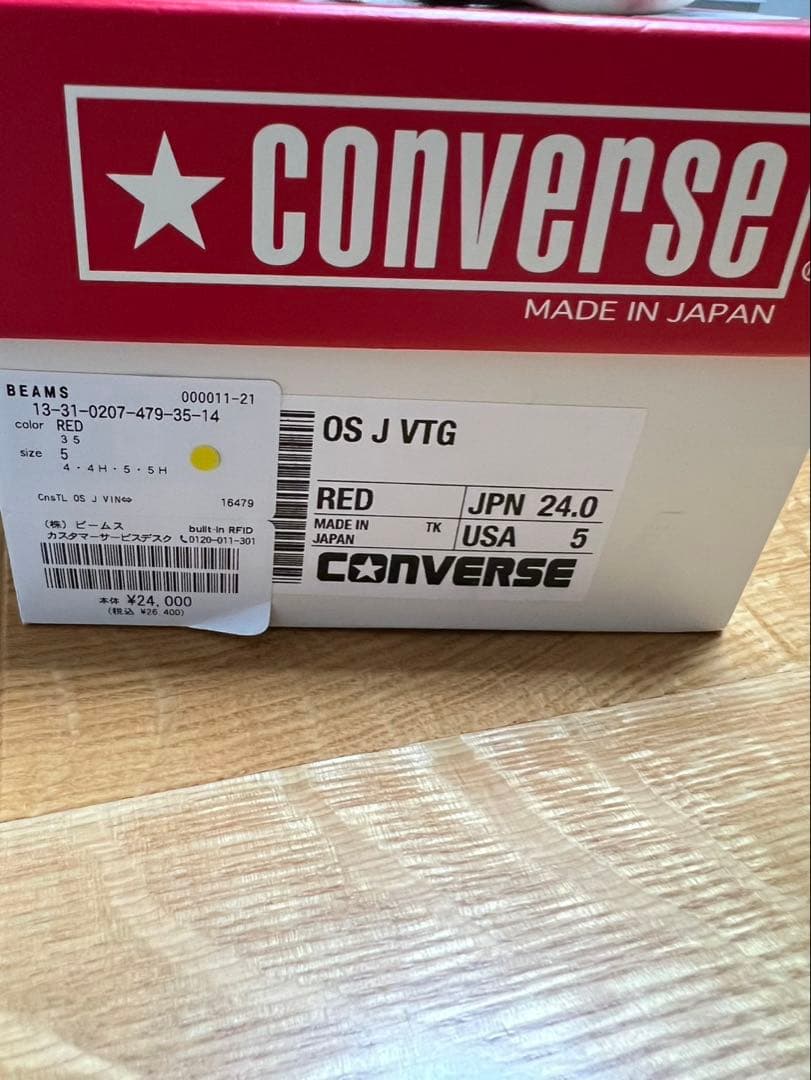 ★ CONVERSE
MADE IN JAPAN
BEAMS 000011-21
13-31-0207-479-35-14
color RED
35
size 5
4・4H・5・5H
CnsTL OS J VIN⇔ 16479
(株) ビームス built-in RFID
カスタマーサービスデスク 0120-011-301
本体 ¥24,000
(税込 ¥26,400)
OS J VTG
RED JPN 24.0
MADE IN JAPAN TK USA 5
CONVERSE